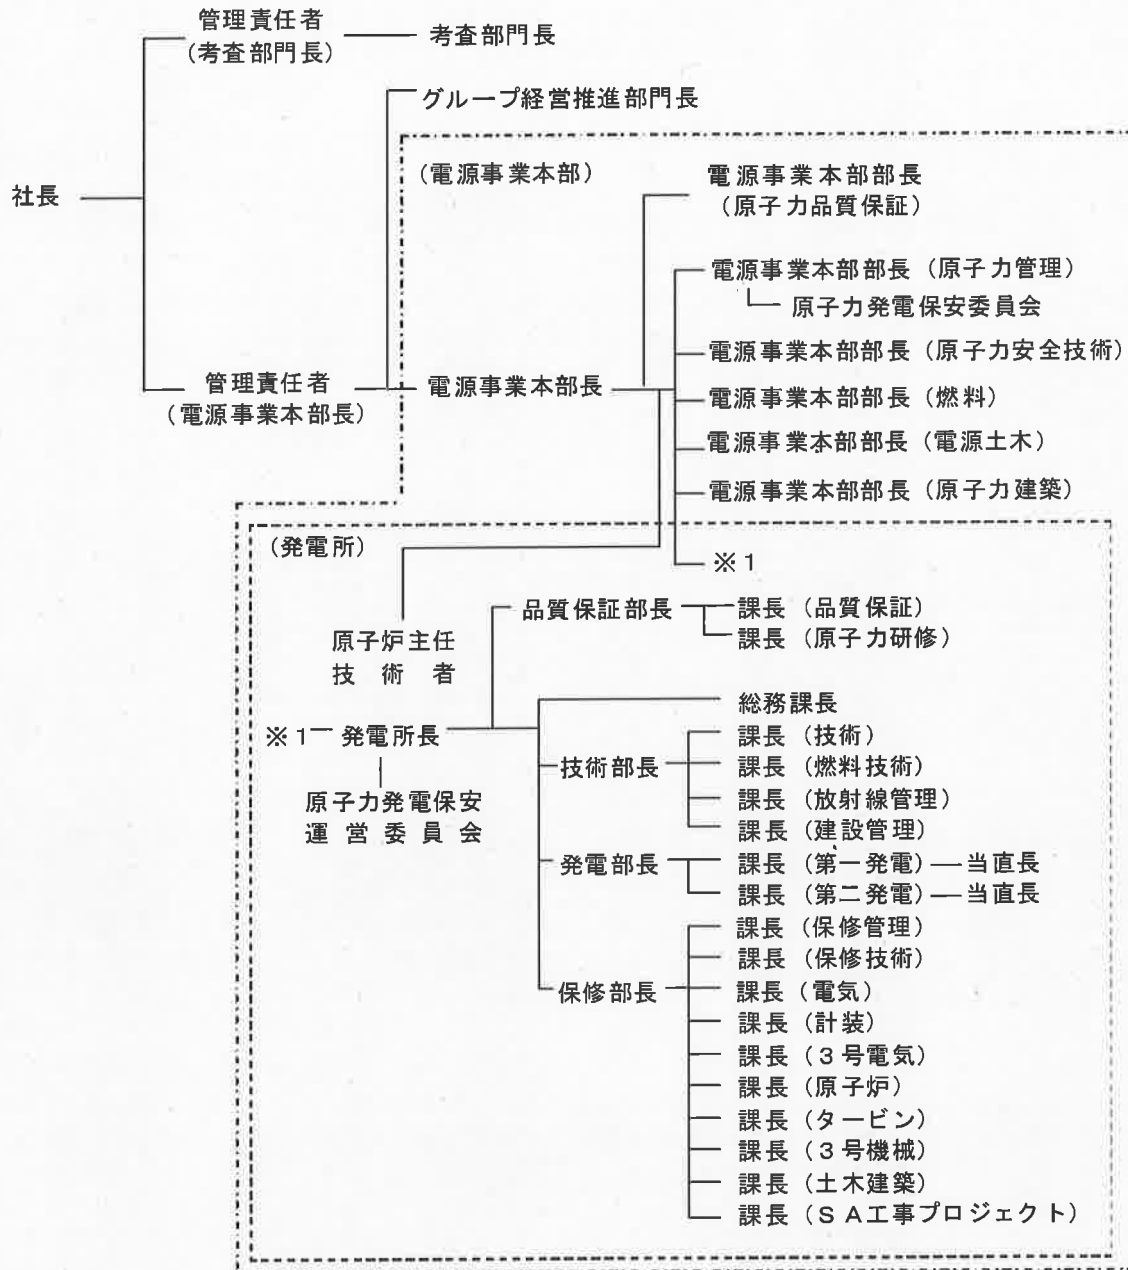 管理責任者
(考査部門長)
考査部門長
グループ経営推進部門長
社長
(電源事業本部)
電源事業本部部長
(原子力品質保証)
電源事業本部部長(原子力管理)
原子力発電保安委員会
電源事業本部部長(原子力安全技術)
管理責任者
(電源事業本部長)
電源事業本部長
電源事業本部部長(燃料)
電源事業本部部長(電源土木)
電源事業本部部長(原子力建築)
※1
(発電所)
原子炉主任
技術者
品質保証部長
課長(品質保証)
課長(原子力研修)
※1
発電所長
原子力発電保安
運営委員会
総務課長
技術部長
課長(技術)
課長(燃料技術)
課長(放射線管理)
課長(建設管理)
発電部長
課長(第一発電)
当直長
課長(第二発電)
当直長
保修部長
課長(保修管理)
課長(保修技術)
課長(電気)
課長(計装)
課長(3号電気)
課長(原子炉)
課長(タービン)
課長(3号機械)
課長(土木建築)
課長(SA工事プロジェクト)